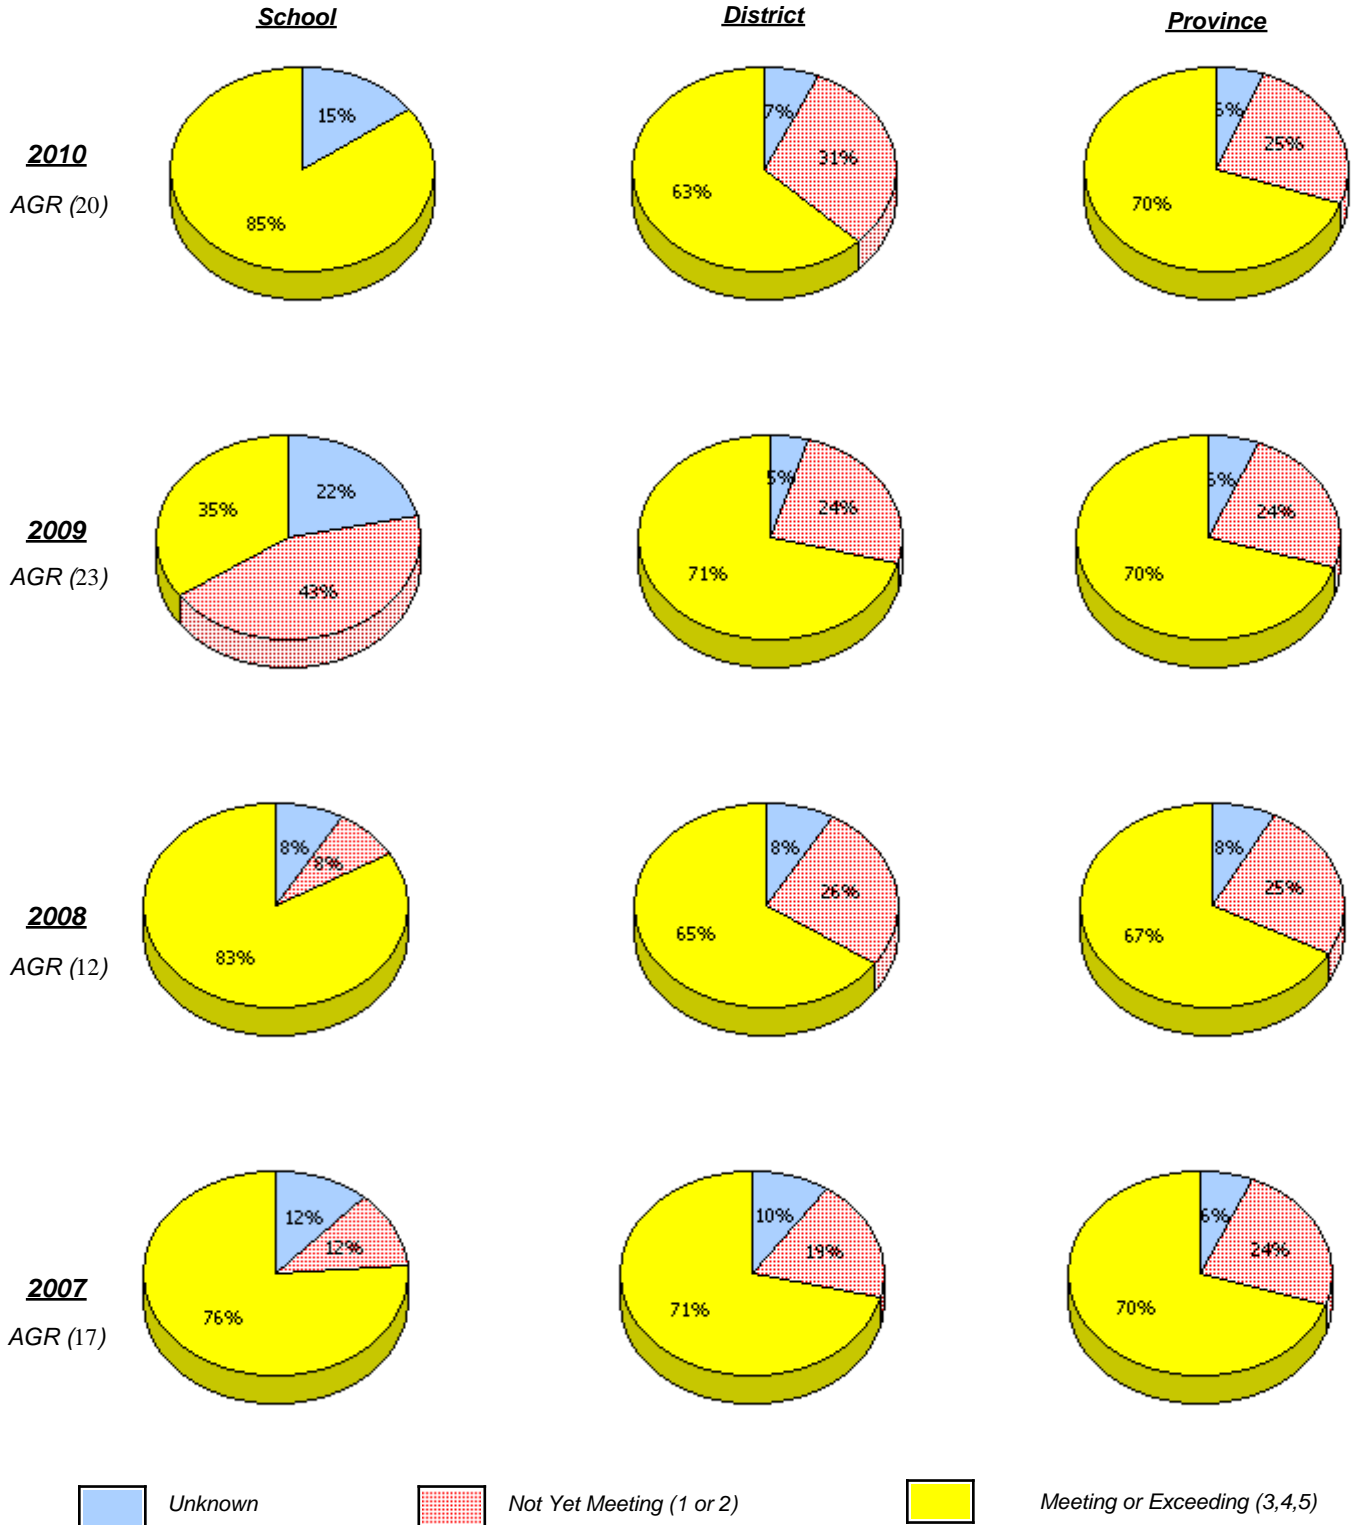 School District Province
15% 7% 31% 63% 25% 70%
85%
2010
AGR (20)
35% 22% 43% 5% 24% 71% 24% 70%
2009
AGR (23)
8% 8% 83% 8% 26% 65% 8% 25% 67%
2008
AGR (12)
12% 12% 76% 10% 19% 71% 6% 24% 70%
2007
AGR (17)
Unknown Not Yet Meeting (1 or 2) Meeting or Exceeding (3,4,5)